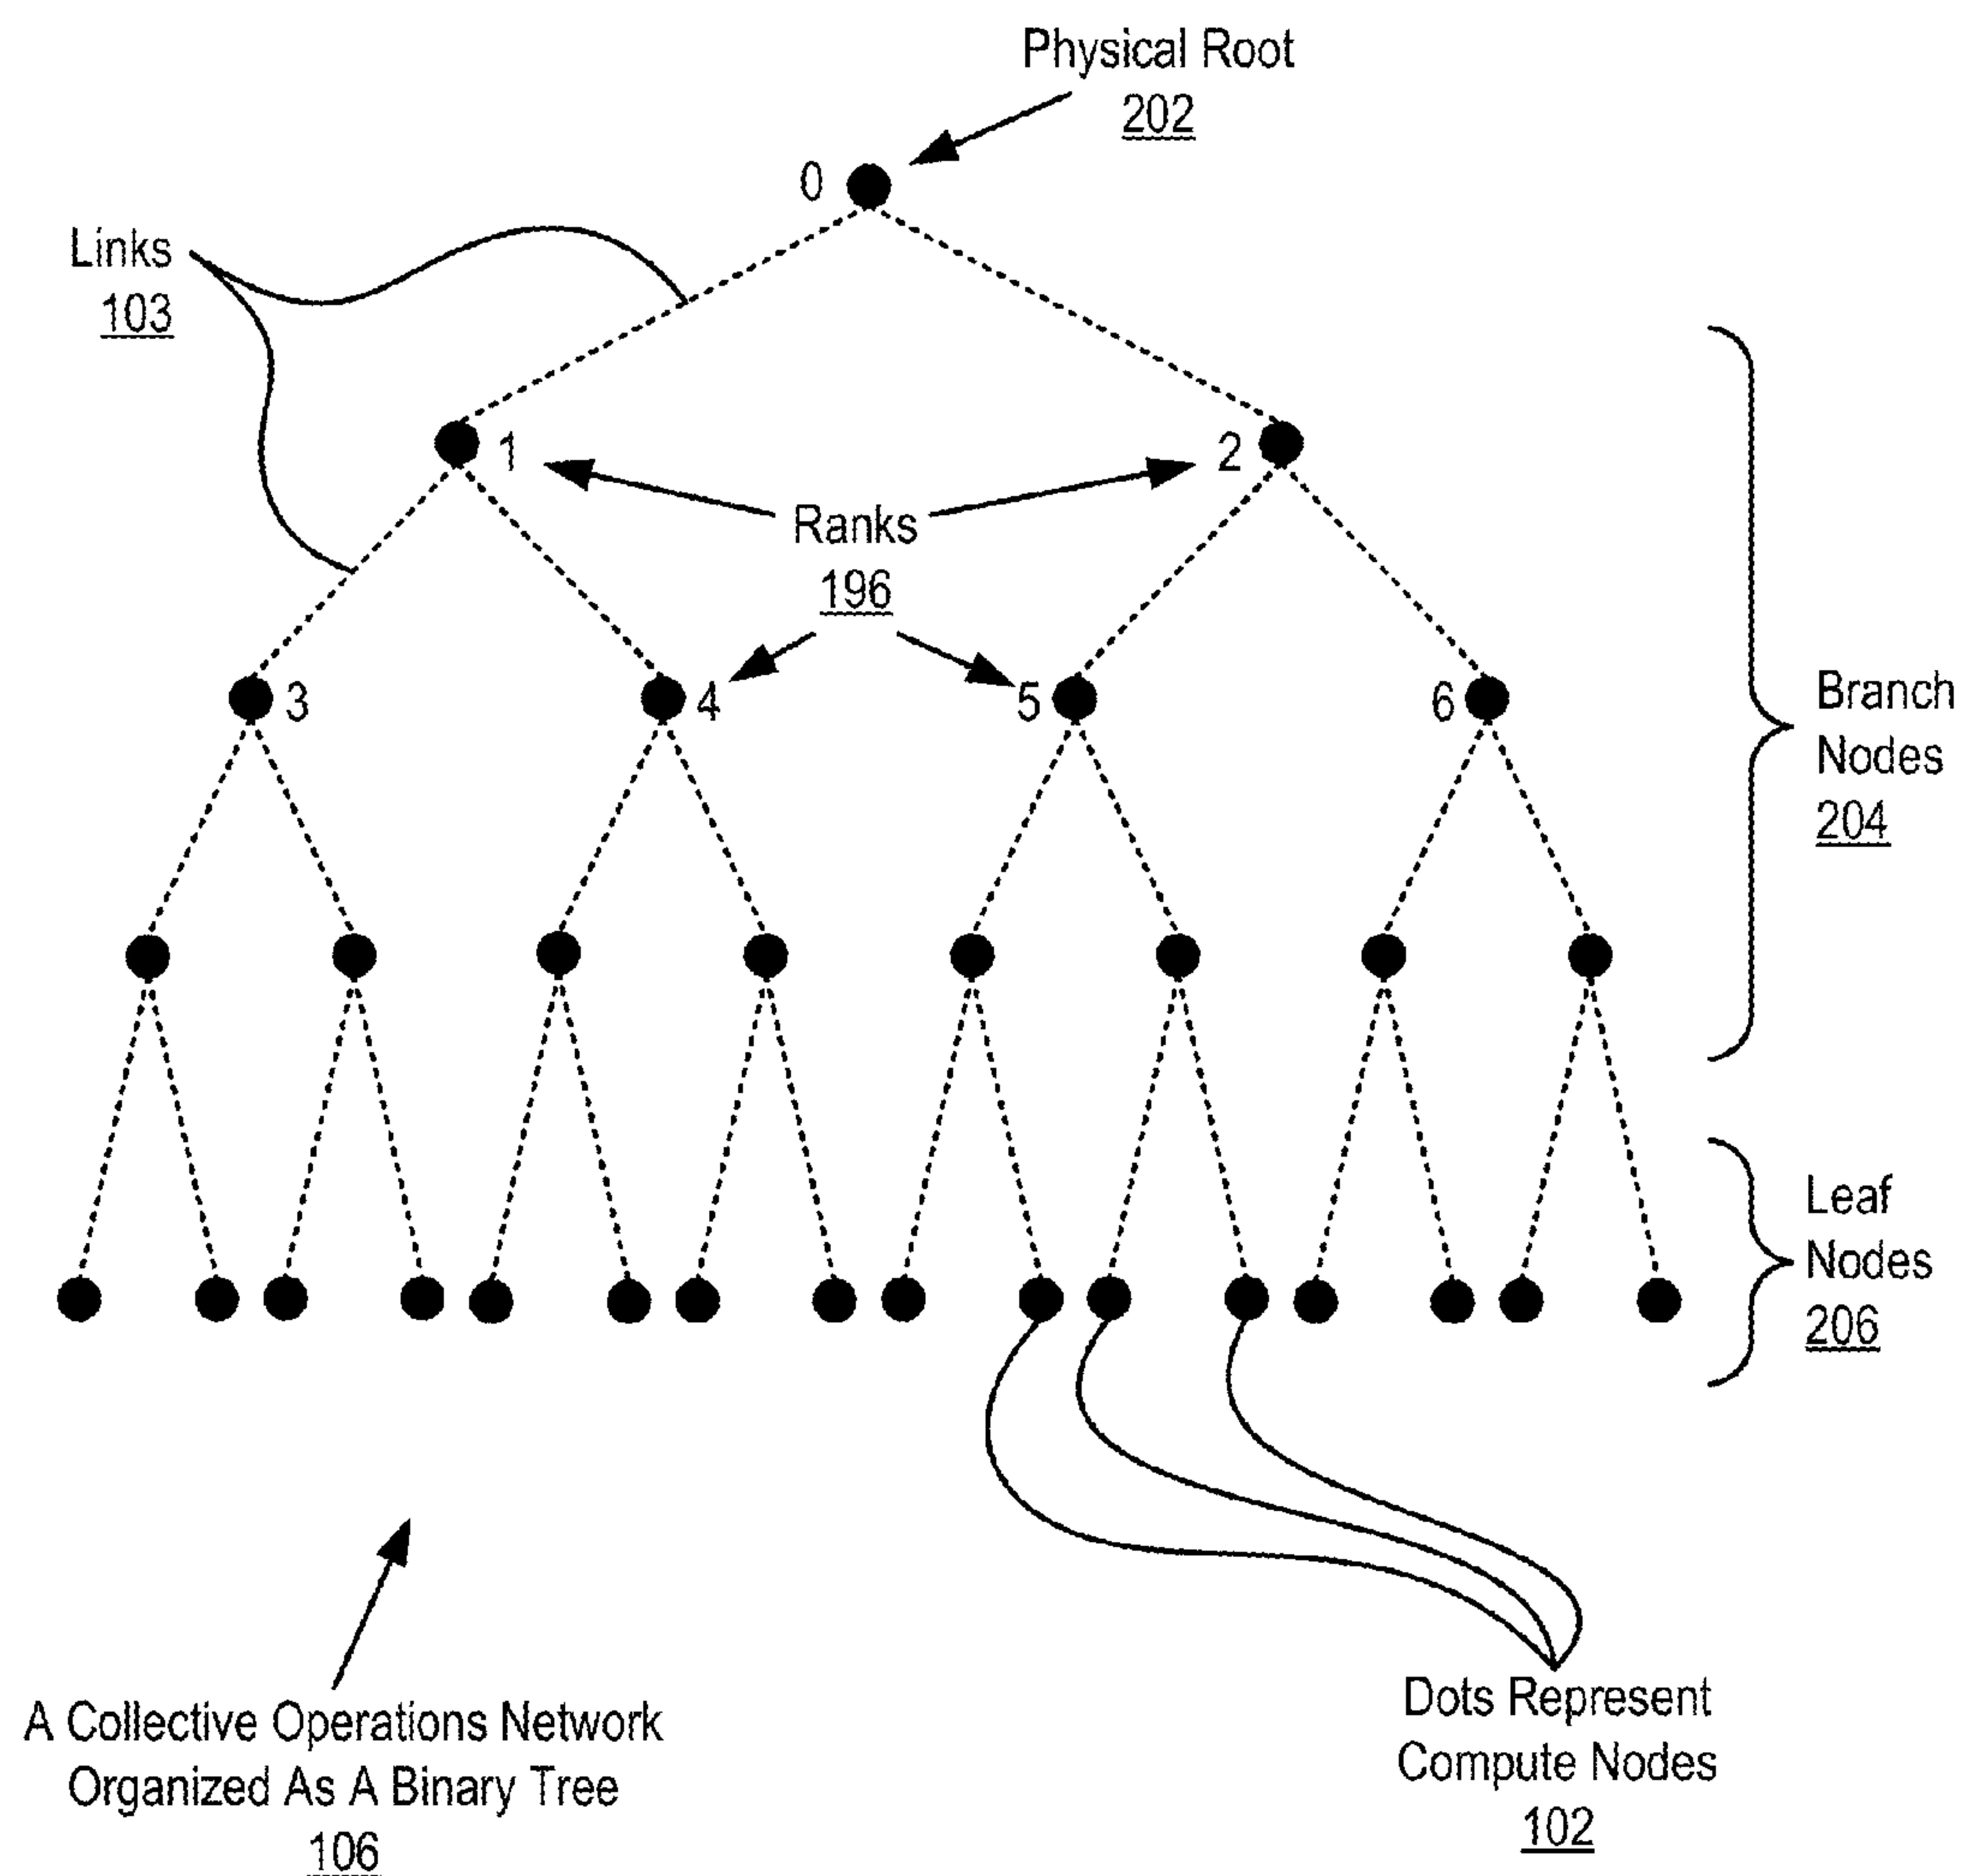 Physical Root
202
0
Links
103
1
2
Ranks
196
3
4
5
6
Branch
Nodes
204
Leaf
Nodes
206
A Collective Operations Network
Organized As A Binary Tree
106
Dots Represent
Compute Nodes
102